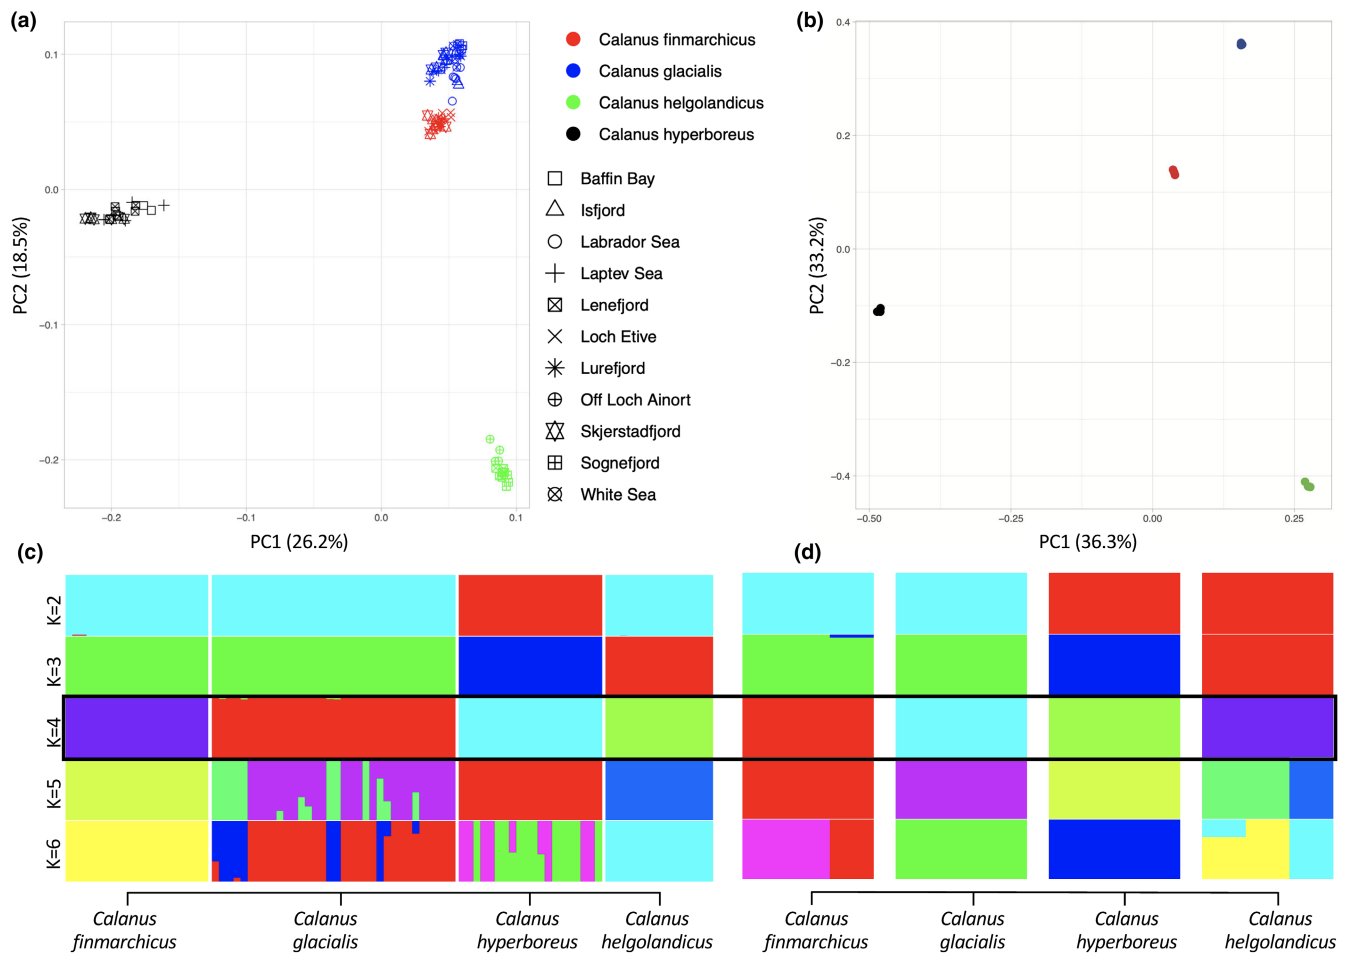 (a)
0.1
0.0
−0.1
−0.2
PC2 (18.5%)
−0.2
−0.1
0.0
0.1
PC1 (26.2%)
Calanus finmarchicus
Calanus glacialis
Calanus helgolandicus
Calanus hyperboreus
Baffin Bay
Isfjord
Labrador Sea
Laptev Sea
Lenefjord
Loch Etive
Lurefjord
Off Loch Ainort
Skjerstadfjord
Sognefjord
White Sea
(b)
0.4
0.2
0.0
−0.2
−0.4
PC2 (33.2%)
−0.50
−0.25
0.00
0.25
PC1 (36.3%)
(c)
K=2
K=3
K=4
K=5
K=6
Calanus
finmarchicus
Calanus
glacialis
Calanus
hyperboreus
Calanus
helgolandicus
(d)
Calanus
finmarchicus
Calanus
glacialis
Calanus
hyperboreus
Calanus
helgolandicus